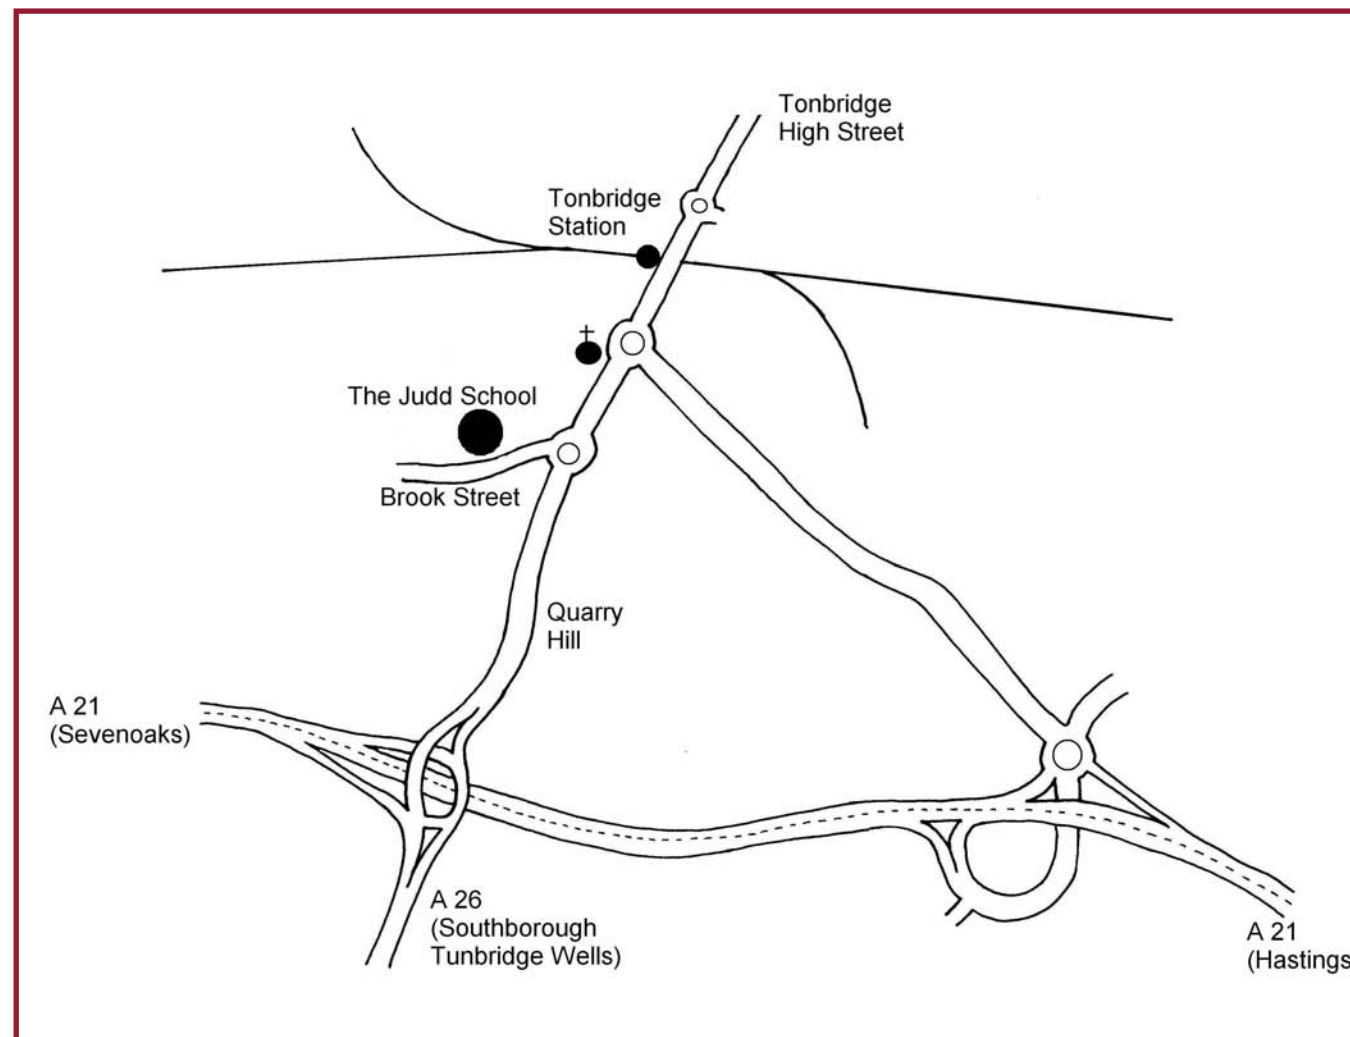 Tonbridge
High Street
Tonbridge
Station
The Judd School
Brook Street
Quarry
Hill
A 21
(Sevenoaks)
A 26
(Southborough
Tunbridge Wells)
A 21
(Hastings